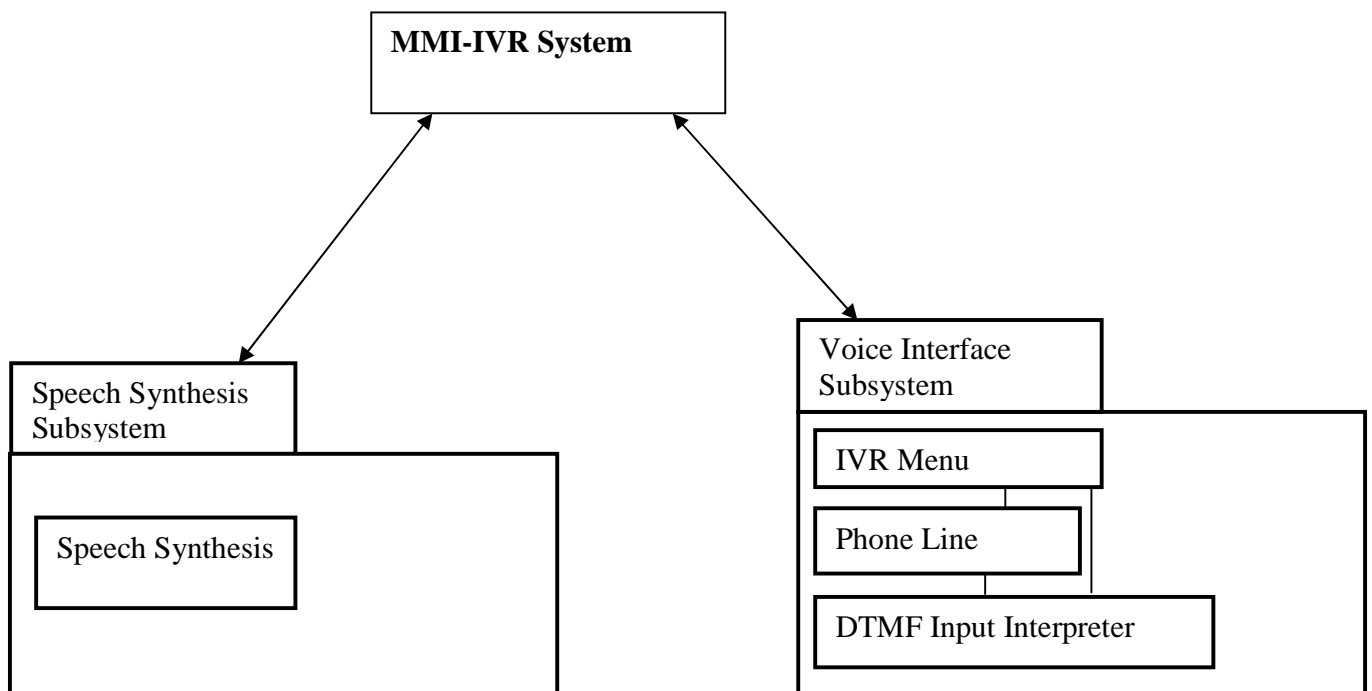 MMI-IVR System
Speech Synthesis
Subsystem
Speech Synthesis
Voice Interface
Subsystem
IVR Menu
Phone Line
DTMF Input Interpreter